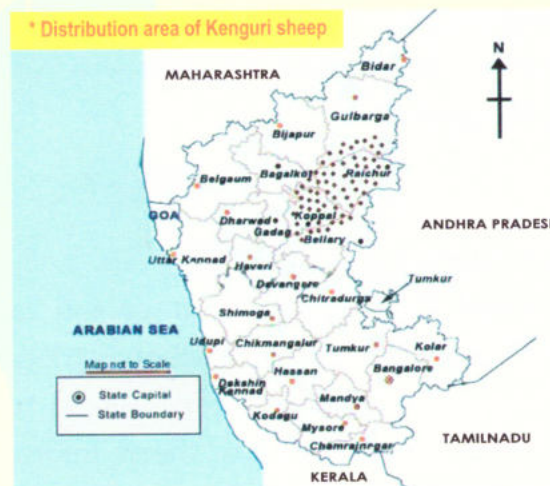 * Distribution area of Kenguri sheep
N
MAHARASHTRA
Bidar
Gulbarga
Bijapur
Bagalkot
Raichur
Belgaum
GOA
Dharwad
Koppal
Gadag
Bellary
ANDHRA PRADESH
Uttar Kannad
Haveri
Devangere
Chitradurga
Tumkur
Shimoga
ARABIAN SEA
Udupi
Chikmangalur
Tumkur
Kolar
Map not to Scale
Hassan
Bangalore
Dakshin
Kannad
State Capital
Mandya
State Boundary
Kodagu
Mysore
Chamrajnegar
TAMILNADU
KERALA